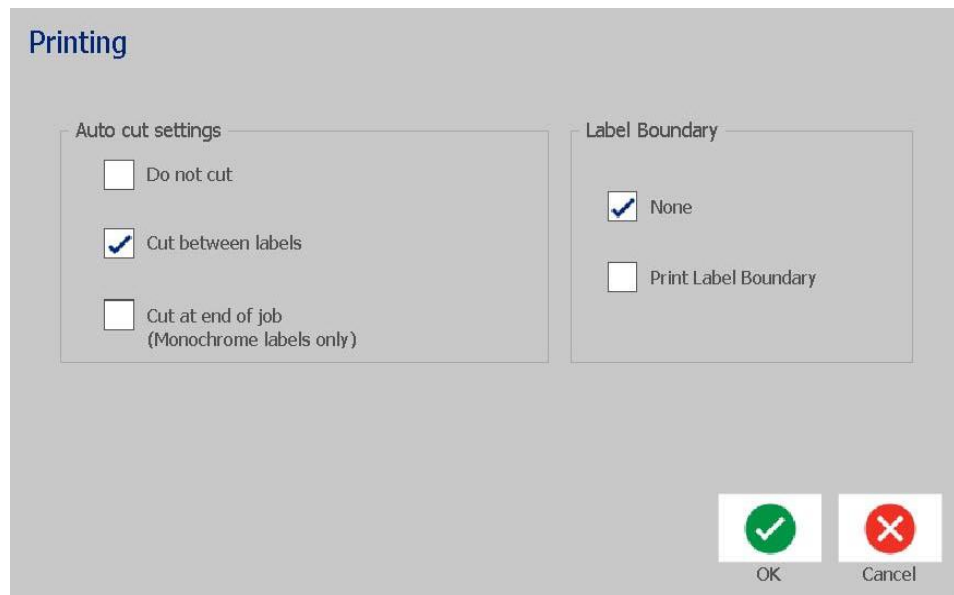 Printing
Auto cut settings
Do not cut
Cut between labels
Cut at end of job
(Monochrome labels only)
Label Boundary
None
Print Label Boundary
OK
Cancel